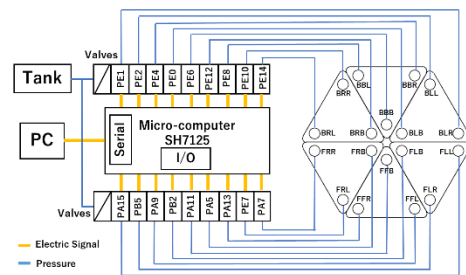 Valves
PE1 PE2 PE4 PE0 PE6 PE12 PE8 PE10 PE14
Tank
PC
Serial
Micro-computer
SH7125
I/O
Valves
PA15 PB5 PA9 PB2 PA11 PA5 PA13 PE7 PA7
BBL BBR
BRR BLL
BBB
BRL BRB BLB BLR
FRR FRB FLB FLL
FFB
FRL FLR
FFR FFL
Electric Signal
Pressure